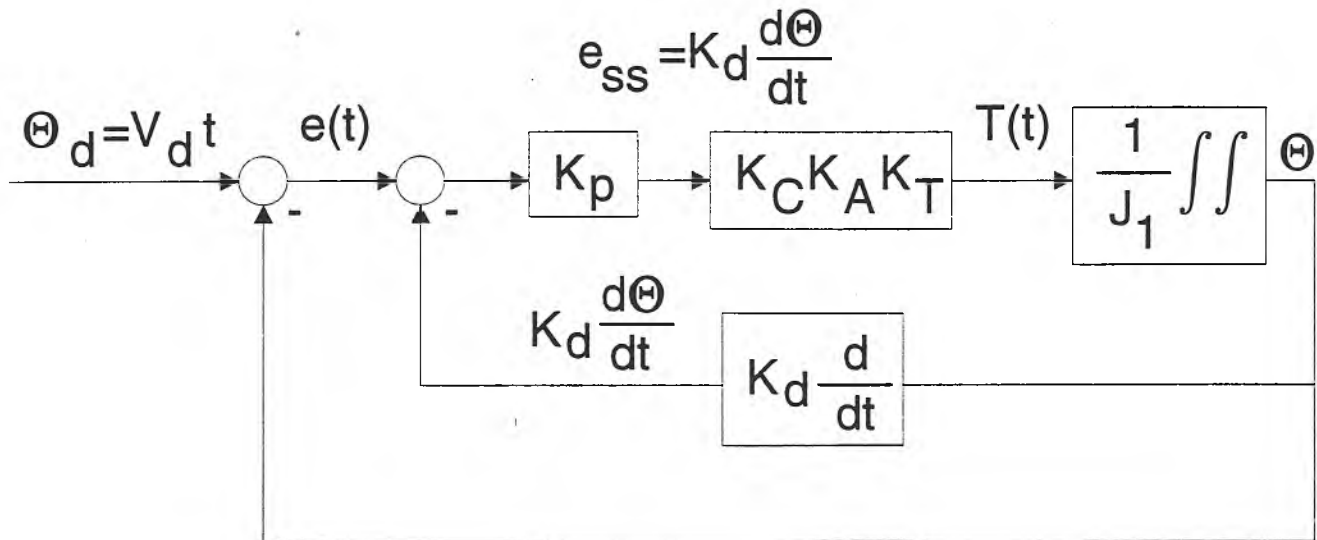 e_ss = K_d dΘ/dt
Θ_d = V_d t
e(t)
-
-
K_p
K_C K_A K_T
T(t)
1/J_1 ∫∫
Θ
K_d dΘ/dt
K_d d/dt